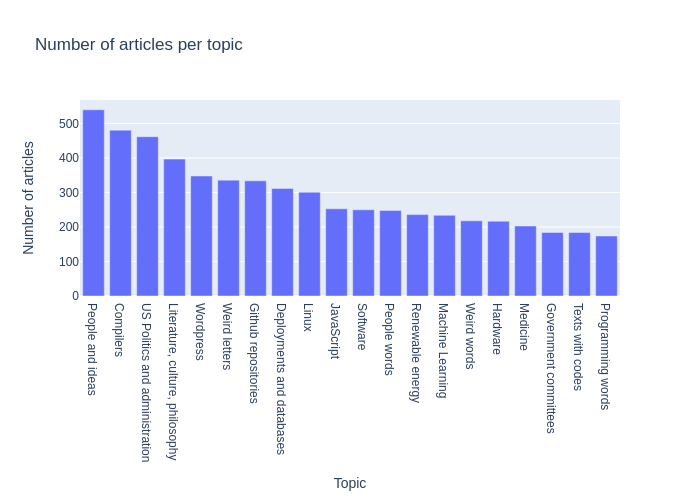 Number of articles per topic
Number of articles
500
400
300
200
100
0
People and ideas
Compilers
US Politics and administration
Literature, culture, philosophy
Wordpress
Weird letters
Github repositories
Deployments and databases
Linux
JavaScript
Software
People words
Renewable energy
Machine Learning
Weird words
Hardware
Medicine
Government committees
Texts with codes
Programming words
Topic